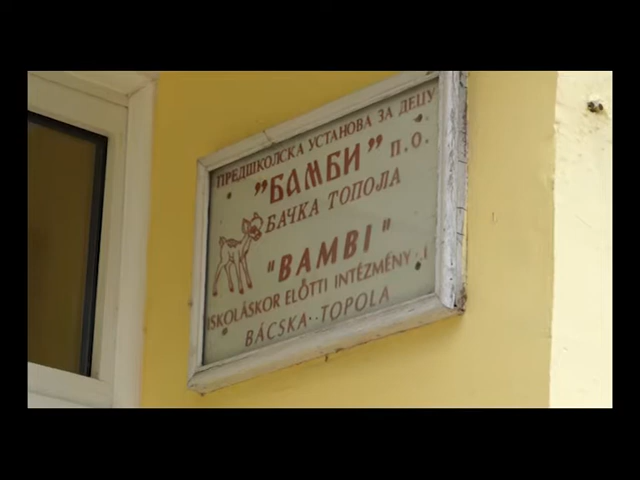 ПРЕДШКОЛСКА УСТАНОВА ЗА ДЕЦУ
"БАМБИ" П.О.
БАЧКА ТОПОЛА
"BAMBI"
ISKOLÁSKOR ELŐTTI INTÉZMÉNY
BÁCSKA-TOPOLA